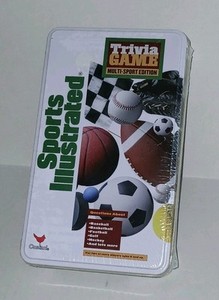 Trivia
GAME
MULTI-SPORT EDITION
Sports
Illustrated
Questions About
•Baseball
•Basketball
•Football
•Golf
•Hockey
•And lots more
Cardinal